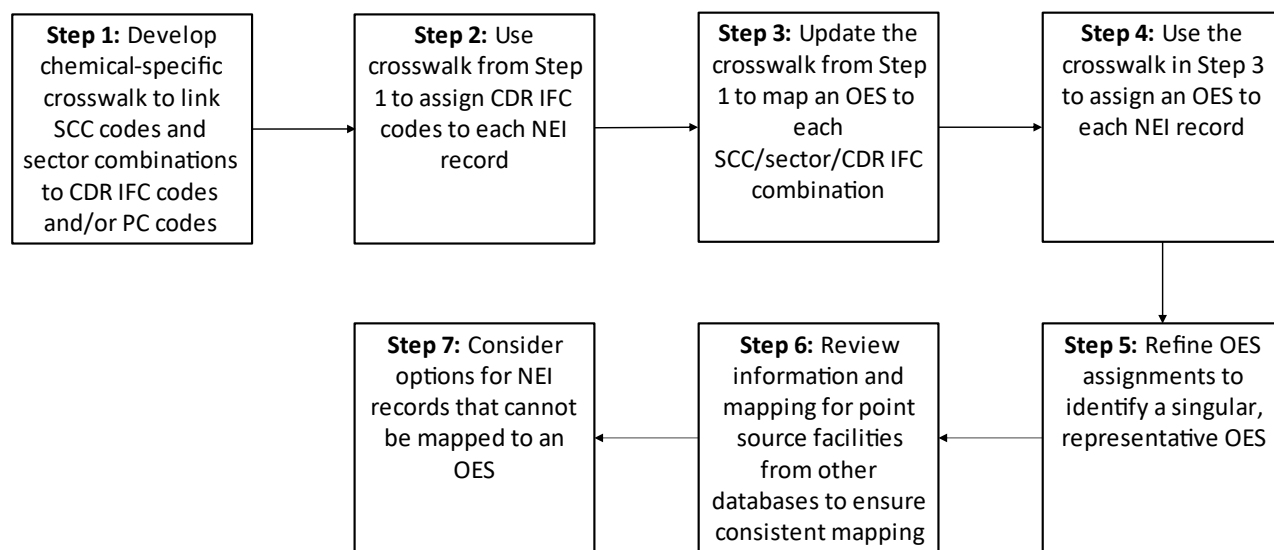 Step 1: Develop
chemical-specific
crosswalk to link
SCC codes and
sector combinations
to CDR IFC codes
and/or PC codes
Step 2: Use
crosswalk from Step
1 to assign CDR IFC
codes to each NEI
record
Step 3: Update the
crosswalk from Step
1 to map an OES to
each
SCC/sector/CDR IFC
combination
Step 4: Use the
crosswalk in Step 3
to assign an OES to
each NEI record
Step 5: Refine OES
assignments to
identify a singular,
representative OES
Step 6: Review
information and
mapping for point
source facilities
from other
databases to ensure
consistent mapping
Step 7: Consider
options for NEI
records that cannot
be mapped to an
OES